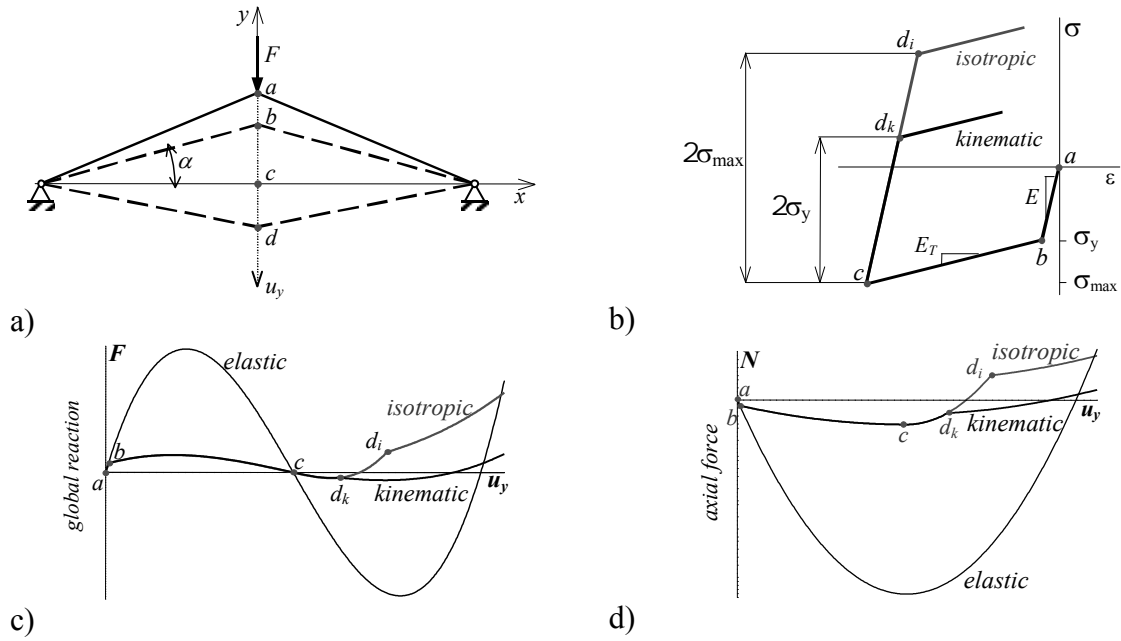 y
F
a
b
α
c
x
d
u_y
a)
σ
d_i
isotropic
d_k
kinematic
2σ_max
2σ_y
a
ε
E
E_T
b
σ_y
c
σ_max
b)
F
elastic
isotropic
global reaction
b
a
c
d_i
d_k
kinematic
u_y
c)
N
isotropic
d_i
a
b
c
d_k
kinematic
u_y
axial force
elastic
d)